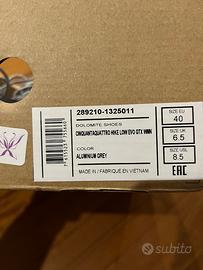 289210-1325011
DOLOMITE SHOES
CINQUANTAQUATTRO HIKE LOW EVO GTX WMN
COLOR
ALUMINIUM GREY
MADE IN / FABRIQUE EN VIETNAM
SIZE EU
40
SIZE UK
6.5
SIZE USL
8.5
EAC
subito